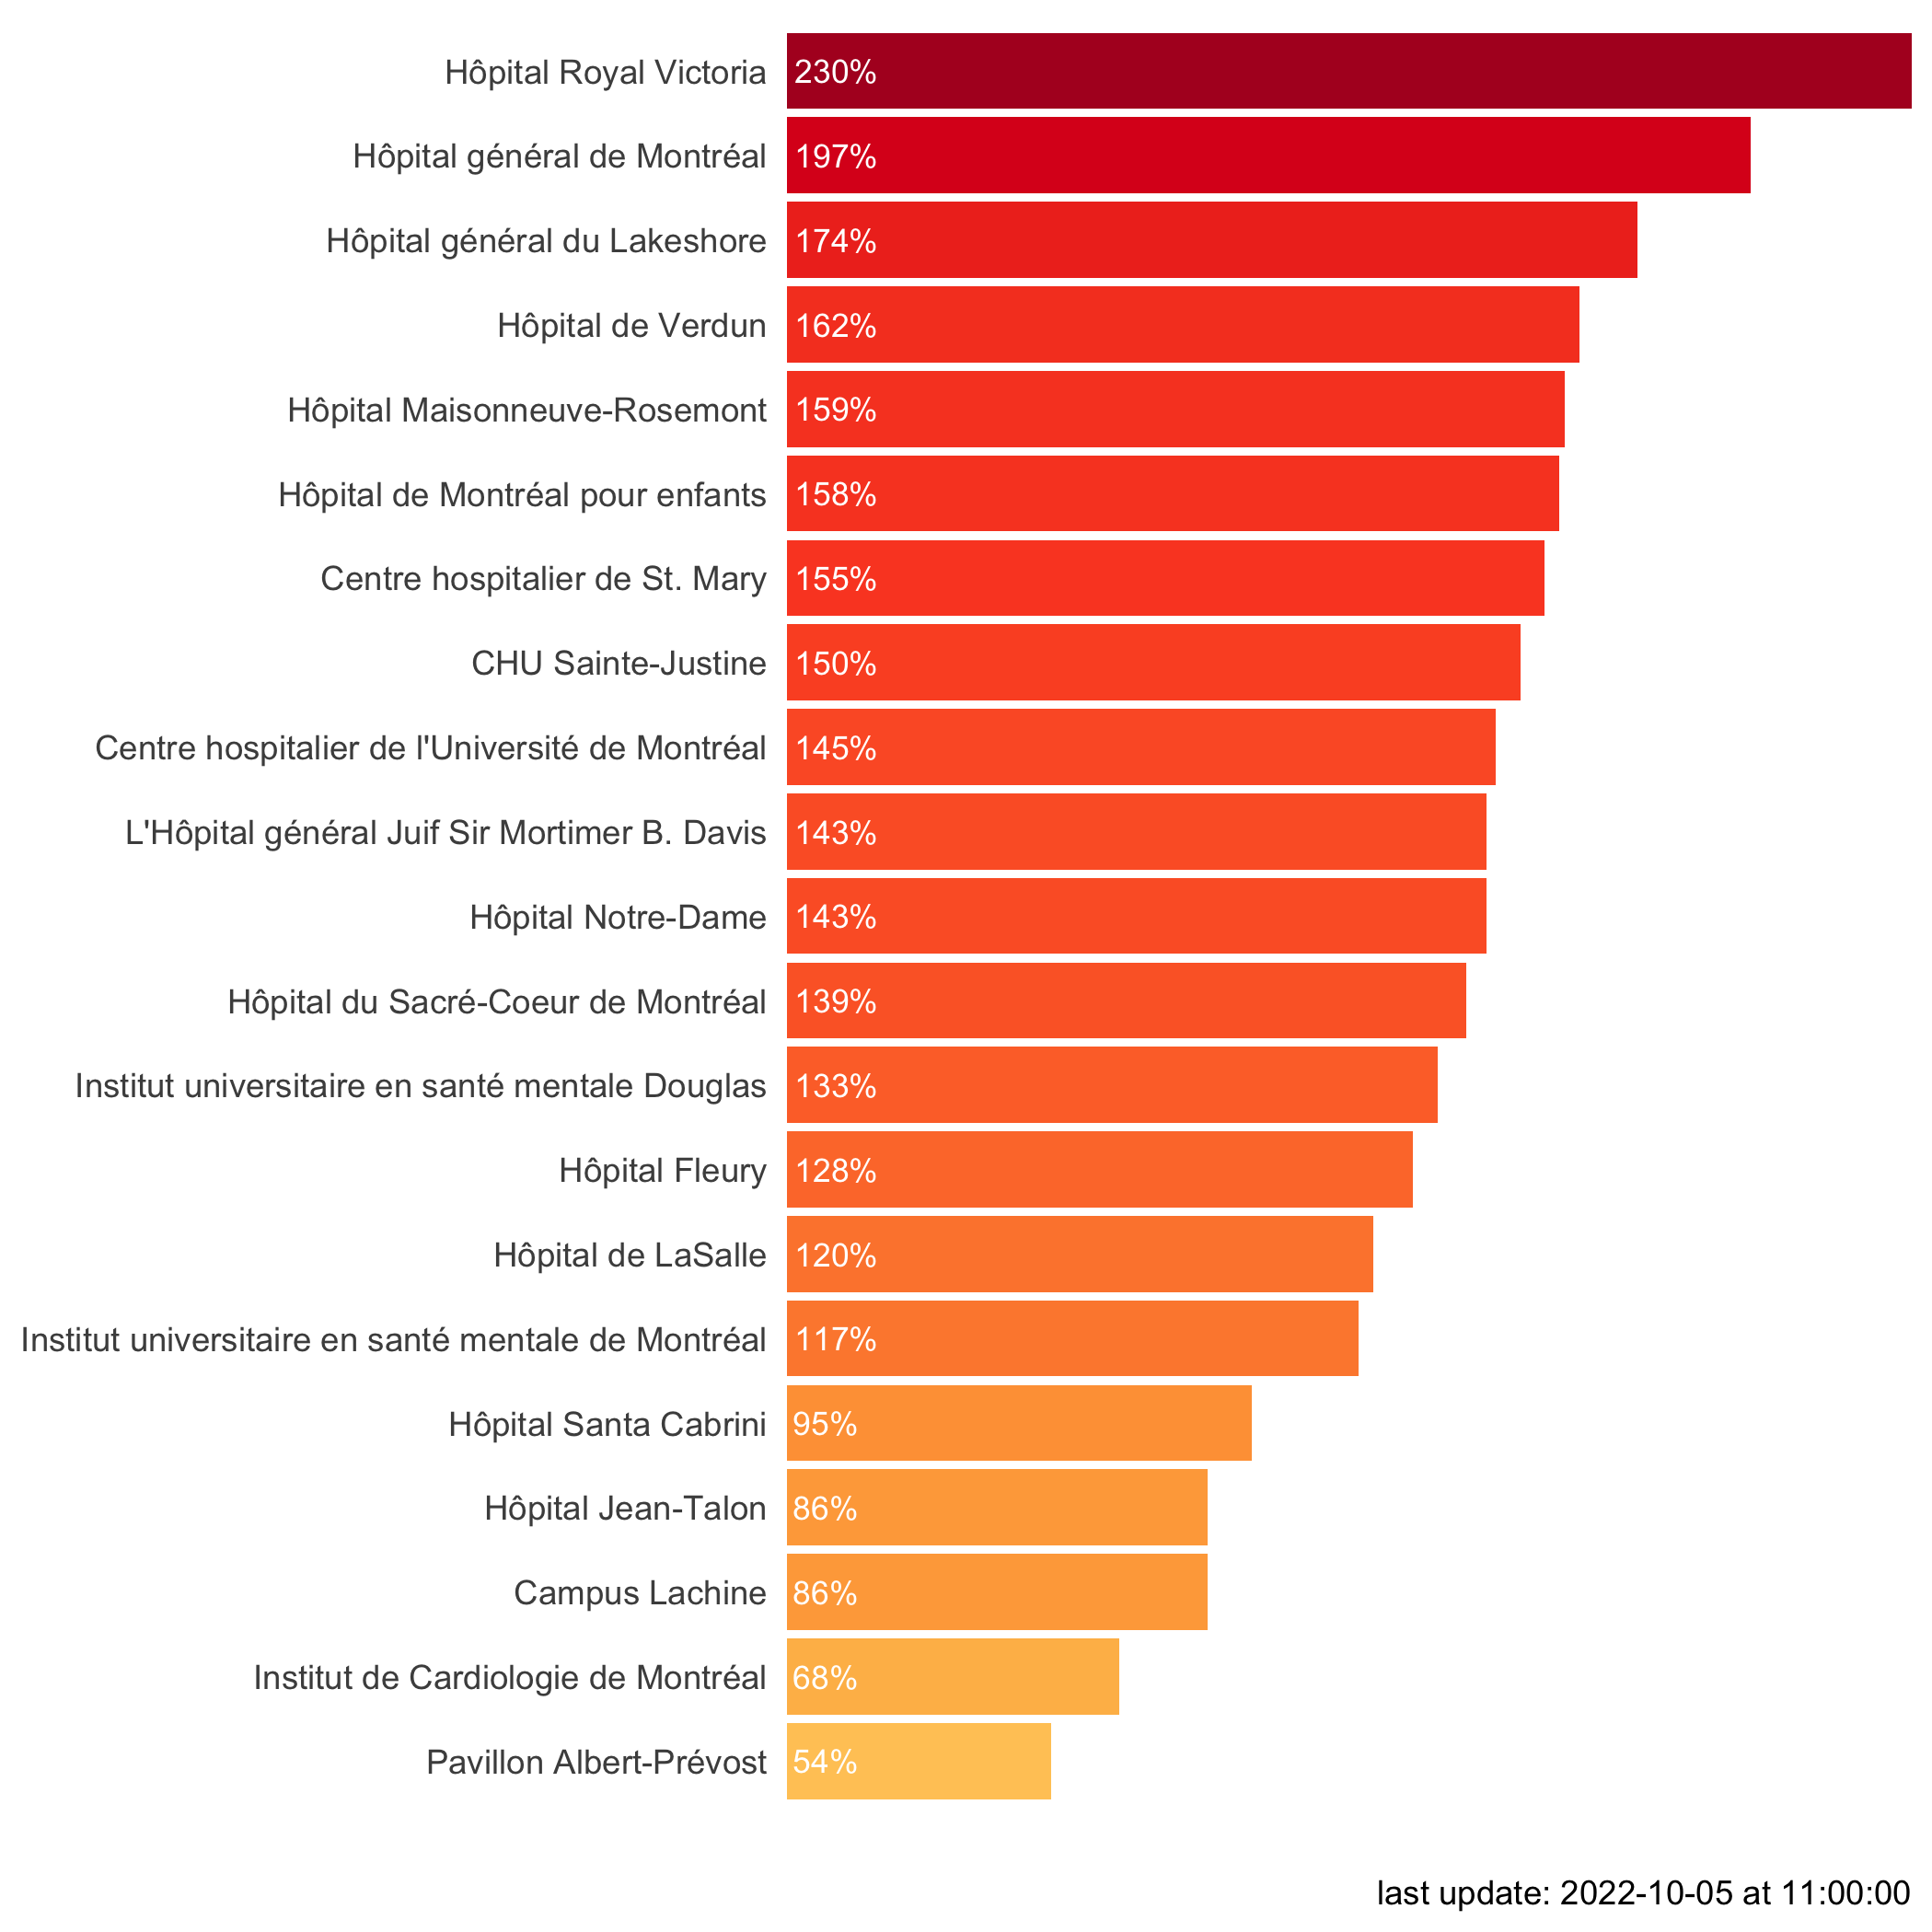 Hôpital Royal Victoria 230%
Hôpital général de Montréal 197%
Hôpital général du Lakeshore 174%
Hôpital de Verdun 162%
Hôpital Maisonneuve-Rosemont 159%
Hôpital de Montréal pour enfants 158%
Centre hospitalier de St. Mary 155%
CHU Sainte-Justine 150%
Centre hospitalier de l'Université de Montréal 145%
L'Hôpital général Juif Sir Mortimer B. Davis 143%
Hôpital Notre-Dame 143%
Hôpital du Sacré-Coeur de Montréal 139%
Institut universitaire en santé mentale Douglas 133%
Hôpital Fleury 128%
Hôpital de LaSalle 120%
Institut universitaire en santé mentale de Montréal 117%
Hôpital Santa Cabrini 95%
Hôpital Jean-Talon 86%
Campus Lachine 86%
Institut de Cardiologie de Montréal 68%
Pavillon Albert-Prévost 54%
last update: 2022-10-05 at 11:00:00